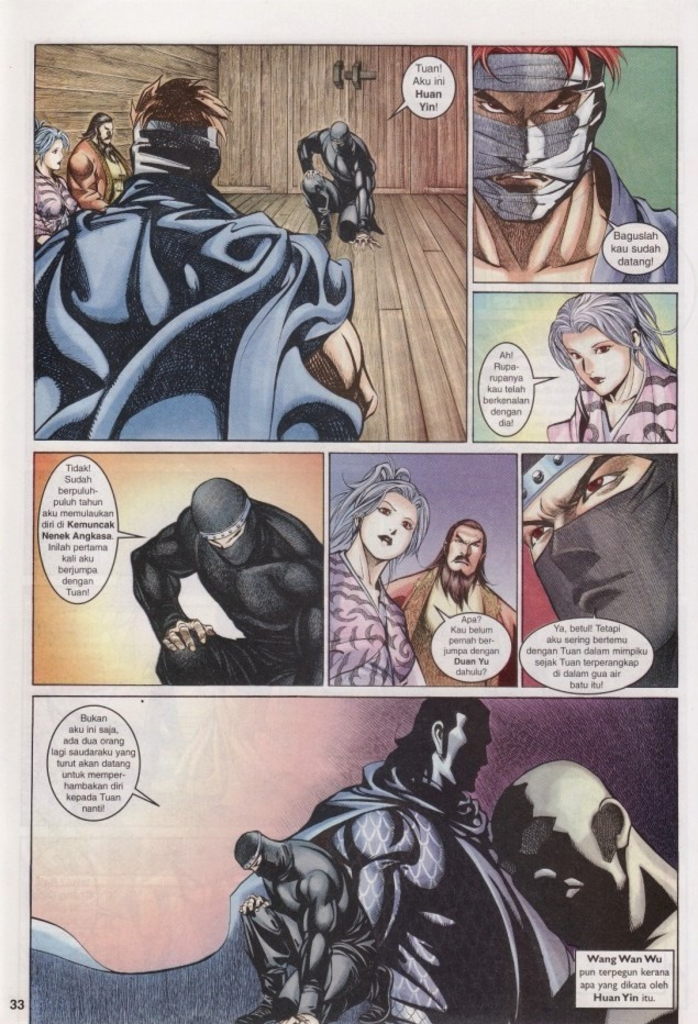 Tuan!
Aku ini
Huan
Yin!
Baguslah
kau sudah
datang!
Ah!
Rupa-
rupanya
kau telah
berkenalan
dengan
dia!
Tidak!
Sudah
berpuluh-
puluh tahun
aku memulaukan
diri di Kemuncak
Nenek Angkasa.
Inilah pertama
kali aku
berjumpa
dengan
Tuan!
Apa?
Kau belum
pernah ber-
jumpa dengan
Duan Yu
dahulu?
Ya, betul! Tetapi
aku sering bertemu
dengan Tuan dalam mimpiku
sejak Tuan terperangkap
di dalam gua air
batu itu!
Bukan
aku ini saja,
ada dua orang
lagi saudaraku yang
turut akan datang
untuk memper-
hambakan diri
kepada Tuan
nanti!
Wang Wan Wu
pun terpegun kerana
apa yang dikata oleh
Huan Yin itu.
33